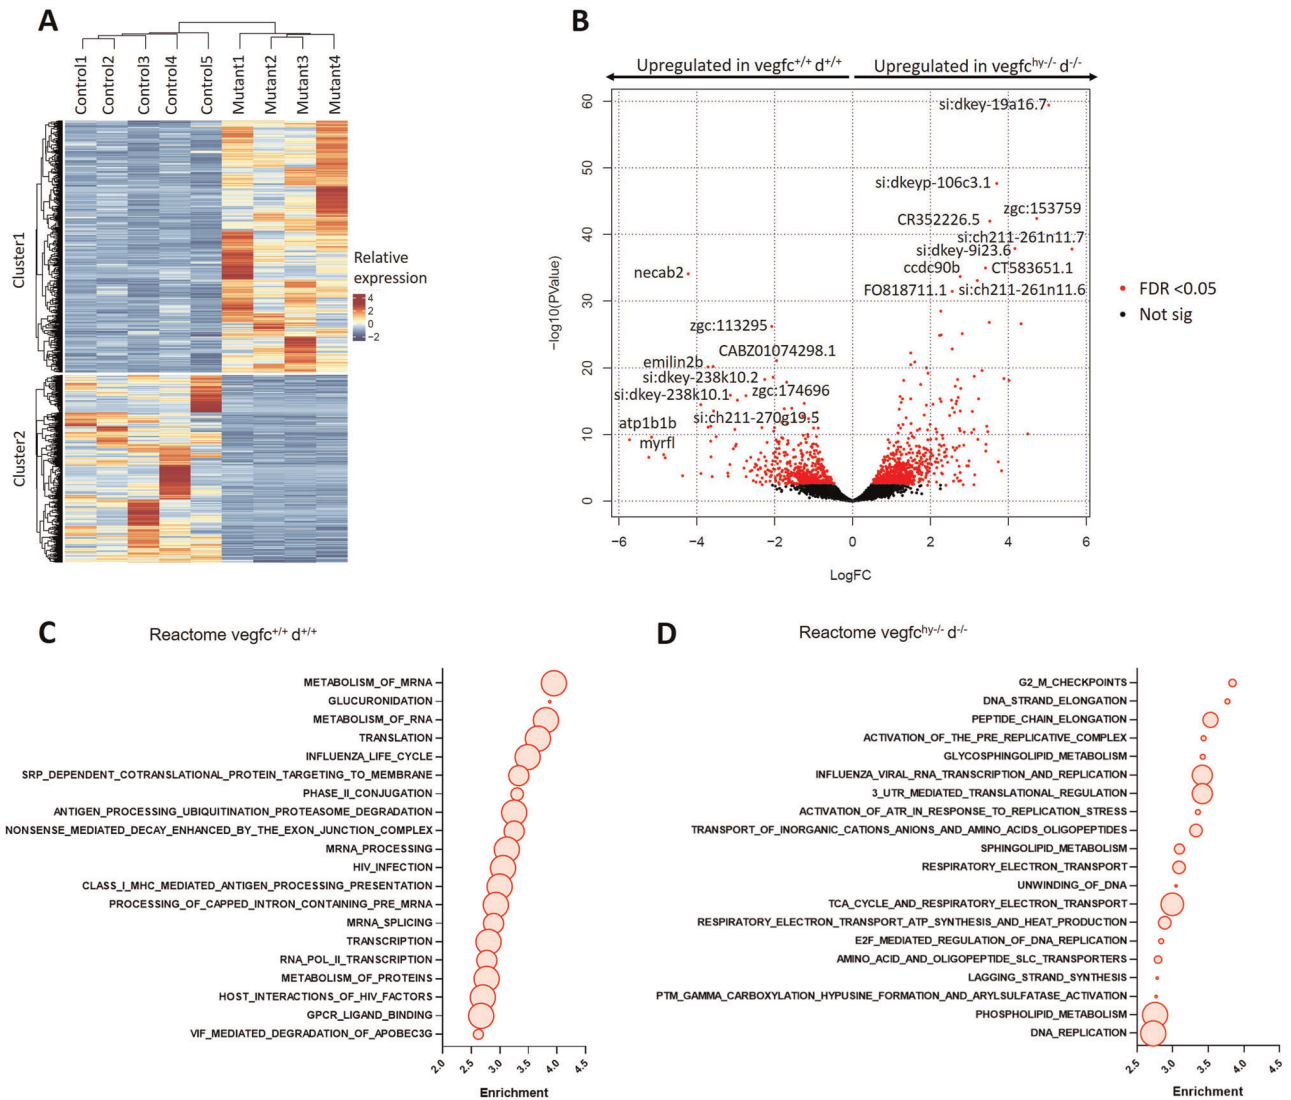 A
Control1
Control2
Control3
Control4
Control5
Mutant1
Mutant2
Mutant3
Mutant4
Cluster1
Cluster2
Relative
expression
4
2
0
−2
B
Upregulated in vegfc+/+ d+/+
Upregulated in vegfchy-/- d-/-
60
50
40
30
20
10
0
−log10(PValue)
si:dkey-19a16.7
si:dkeyp-106c3.1
zgc:153759
CR352226.5
si:ch211-261n11.7
si:dkey-9i23.6
ccdc90b
CT583651.1
necab2
FO818711.1
si:ch211-261n11.6
zgc:113295
CABZ01074298.1
emilin2b
si:dkey-238k10.2
si:dkey-238k10.1
zgc:174696
si:ch211-270g19.5
atp1b1b
myrfl
−6
−4
−2
0
2
4
6
LogFC
FDR <0.05
Not sig
C
Reactome vegfc+/+ d+/+
METABOLISM_OF_MRNA
GLUCURONIDATION
METABOLISM_OF_RNA
TRANSLATION
INFLUENZA_LIFE_CYCLE
SRP_DEPENDENT_COTRANSLATIONAL_PROTEIN_TARGETING_TO_MEMBRANE
PHASE_II_CONJUGATION
ANTIGEN_PROCESSING_UBIQUITINATION_PROTEASOME_DEGRADATION
NONSENSE_MEDIATED_DECAY_ENHANCED_BY_THE_EXON_JUNCTION_COMPLEX
MRNA_PROCESSING
HIV_INFECTION
CLASS_I_MHC_MEDIATED_ANTIGEN_PROCESSING_PRESENTATION
PROCESSING_OF_CAPPED_INTRON_CONTAINING_PRE_MRNA
MRNA_SPLICING
TRANSCRIPTION
RNA_POL_II_TRANSCRIPTION
METABOLISM_OF_PROTEINS
HOST_INTERACTIONS_OF_HIV_FACTORS
GPCR_LIGAND_BINDING
VIF_MEDIATED_DEGRADATION_OF_APOBEC3G
2.0
2.5
3.0
3.5
4.0
4.5
Enrichment
D
Reactome vegfchy-/- d-/-
G2_M_CHECKPOINTS
DNA_STRAND_ELONGATION
PEPTIDE_CHAIN_ELONGATION
ACTIVATION_OF_THE_PRE_REPLICATIVE_COMPLEX
GLYCOSPHINGOLIPID_METABOLISM
INFLUENZA_VIRAL_RNA_TRANSCRIPTION_AND_REPLICATION
3_UTR_MEDIATED_TRANSLATIONAL_REGULATION
ACTIVATION_OF_ATR_IN_RESPONSE_TO_REPLICATION_STRESS
TRANSPORT_OF_INORGANIC_CATIONS_ANIONS_AND_AMINO_ACIDS_OLIGOPEPTIDES
SPHINGOLIPID_METABOLISM
RESPIRATORY_ELECTRON_TRANSPORT
UNWINDING_OF_DNA
TCA_CYCLE_AND_RESPIRATORY_ELECTRON_TRANSPORT
RESPIRATORY_ELECTRON_TRANSPORT_ATP_SYNTHESIS_AND_HEAT_PRODUCTION
E2F_MEDIATED_REGULATION_OF_DNA_REPLICATION
AMINO_ACID_AND_OLIGOPEPTIDE_SLC_TRANSPORTERS
LAGGING_STRAND_SYNTHESIS
PTM_GAMMA_CARBOXYLATION_HYPUSINE_FORMATION_AND_ARYLSULFATASE_ACTIVATION
PHOSPHOLIPID_METABOLISM
DNA_REPLICATION
2.5
3.0
3.5
4.0
4.5
Enrichment